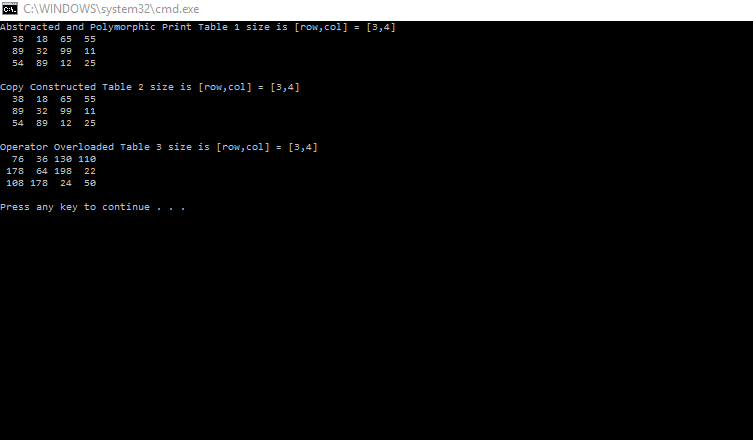 C:\WINDOWS\system32\cmd.exe
Abstracted and Polymorphic Print Table 1 size is [row,col] = [3,4]
  38  18  65  55
  89  32  99  11
  54  89  12  25
Copy Constructed Table 2 size is [row,col] = [3,4]
  38  18  65  55
  89  32  99  11
  54  89  12  25
Operator Overloaded Table 3 size is [row,col] = [3,4]
  76  36 130 110
 178  64 198  22
 108 178  24  50
Press any key to continue . . .